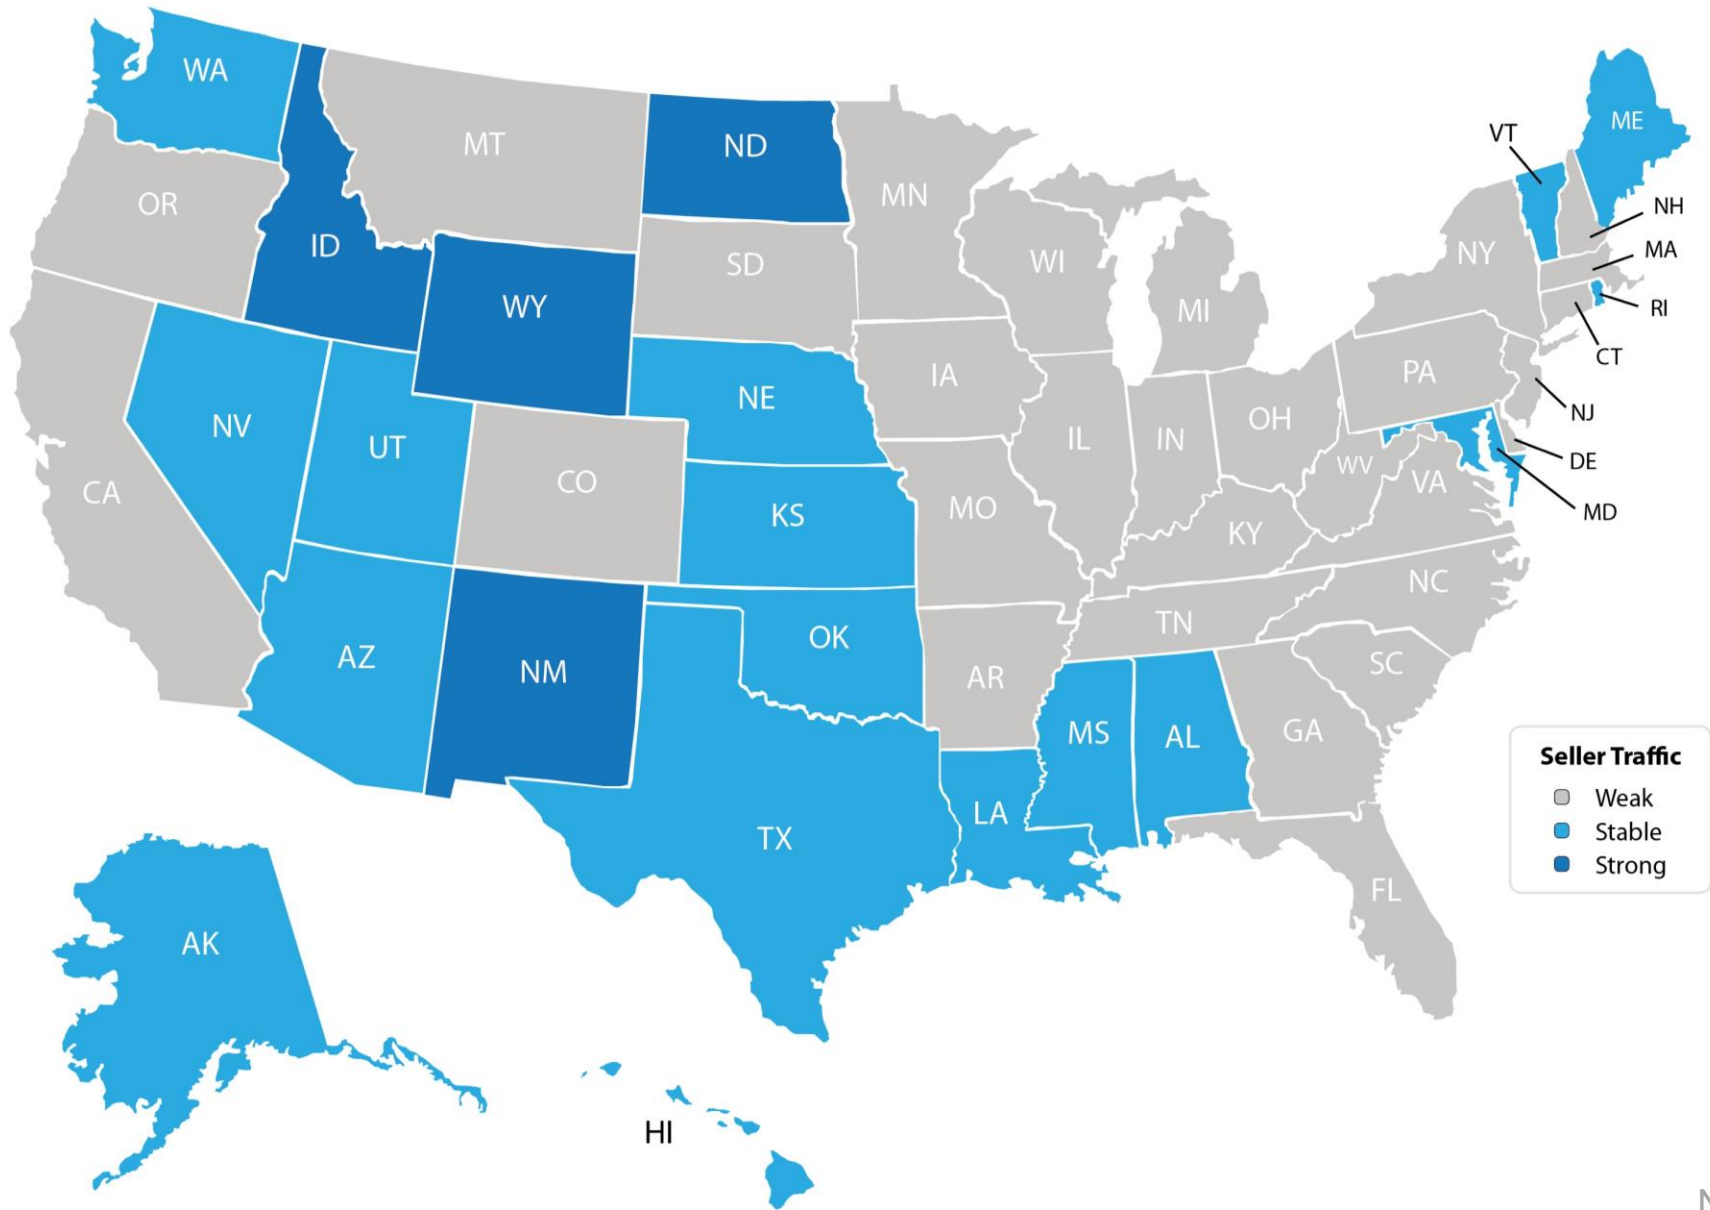 WA
ME
VT
MT
ND
MN
OR
NH
ID
SD
WI
NY
MA
WY
MI
RI
CT
IA
PA
NE
NJ
NV
OH
UT
IL
IN
DE
WV
CO
VA
CA
MO
KS
MD
KY
NC
TN
OK
AZ
SC
NM
AR
GA
MS
AL
Seller Traffic
Weak
LA
Stable
TX
Strong
FL
AK
HI
N